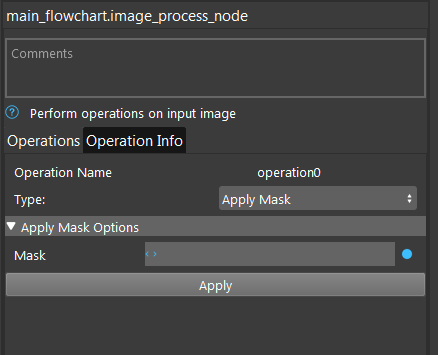 main_flowchart.image_process_node
Comments
? Perform operations on input image
Operations Operation Info
Operation Name operation0
Type: Apply Mask
Apply Mask Options
Mask < >
Apply